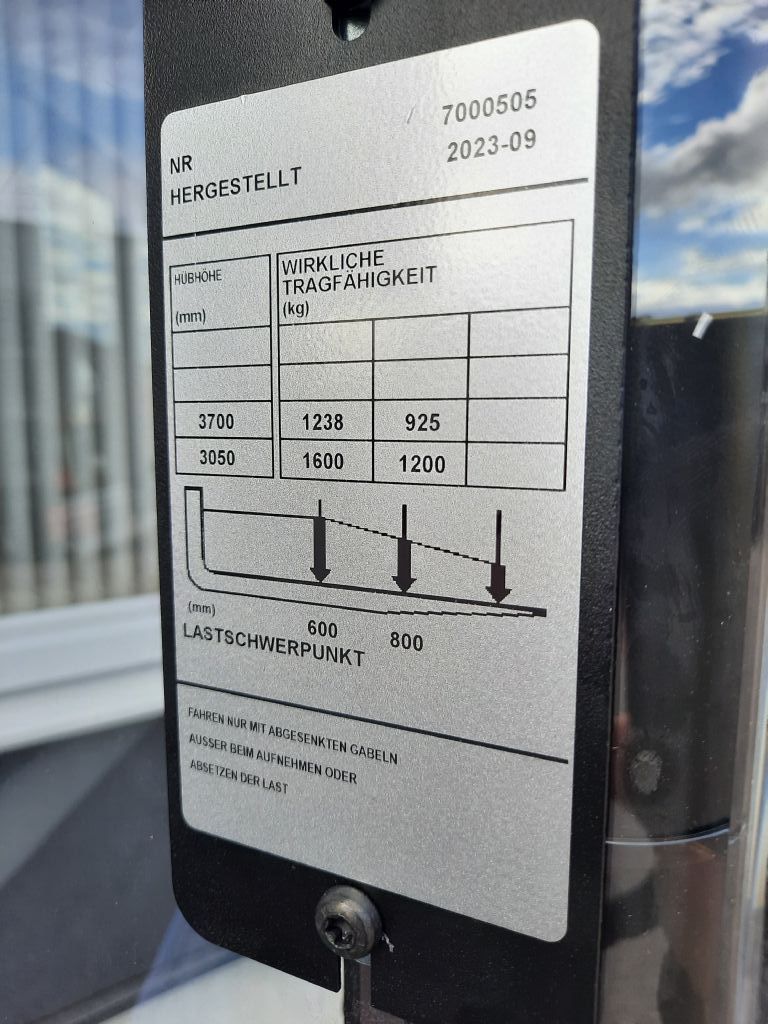 NR 7000505
HERGESTELLT 2023-09
HUBHÖHE
(mm)
WIRKLICHE
TRAGFÄHIGKEIT
(kg)
3700 1238 925
3050 1600 1200
(mm)
600 800
LASTSCHWERPUNKT
FAHREN NUR MIT ABGESENKTEN GABELN
AUSSER BEIM AUFNEHMEN ODER
ABSETZEN DER LAST